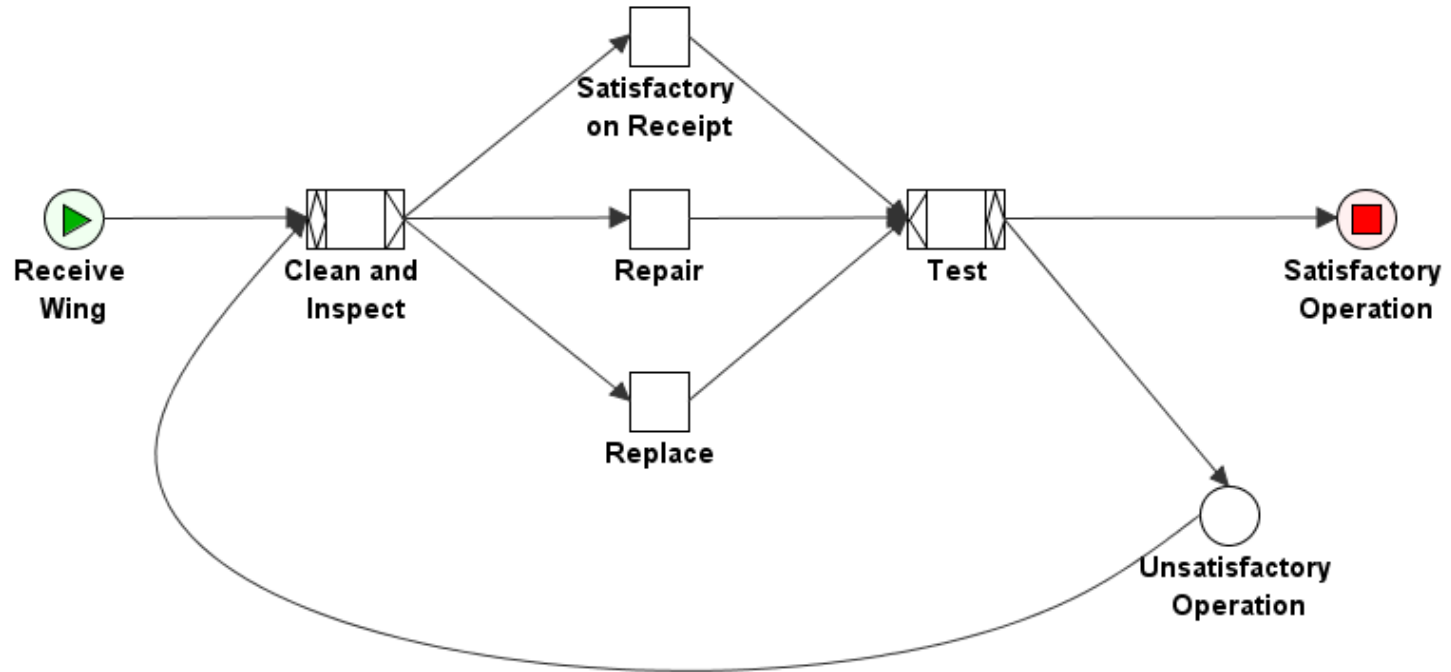 Satisfactory
on Receipt
Receive
Wing
Clean and
Inspect
Repair
Test
Satisfactory
Operation
Replace
Unsatisfactory
Operation